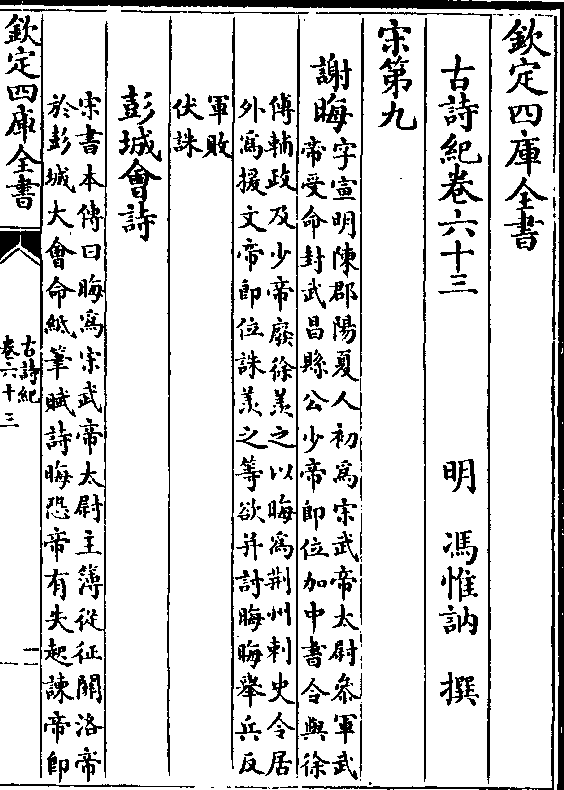 欽定四庫全書
古詩紀卷六十三
明 馮惟訥 撰
宋第九
謝晦
字宣明陳郡陽夏人初為宋武帝太尉叅軍武
帝受命封武昌縣公少帝即位加中書令與徐
傅輔政及少帝廢徐羨之以晦為荆州刺史令居
外為援文帝即位誅羨之等欲并討晦晦舉兵反
軍敗
伏誅
彭城會詩
宋書本傳曰晦為宋武帝太尉主簿從征關洛帝
於彭城大會命紙筆賦詩晦恐帝有失起諫帝即
欽定四庫全書
古詩紀
卷六十三
一